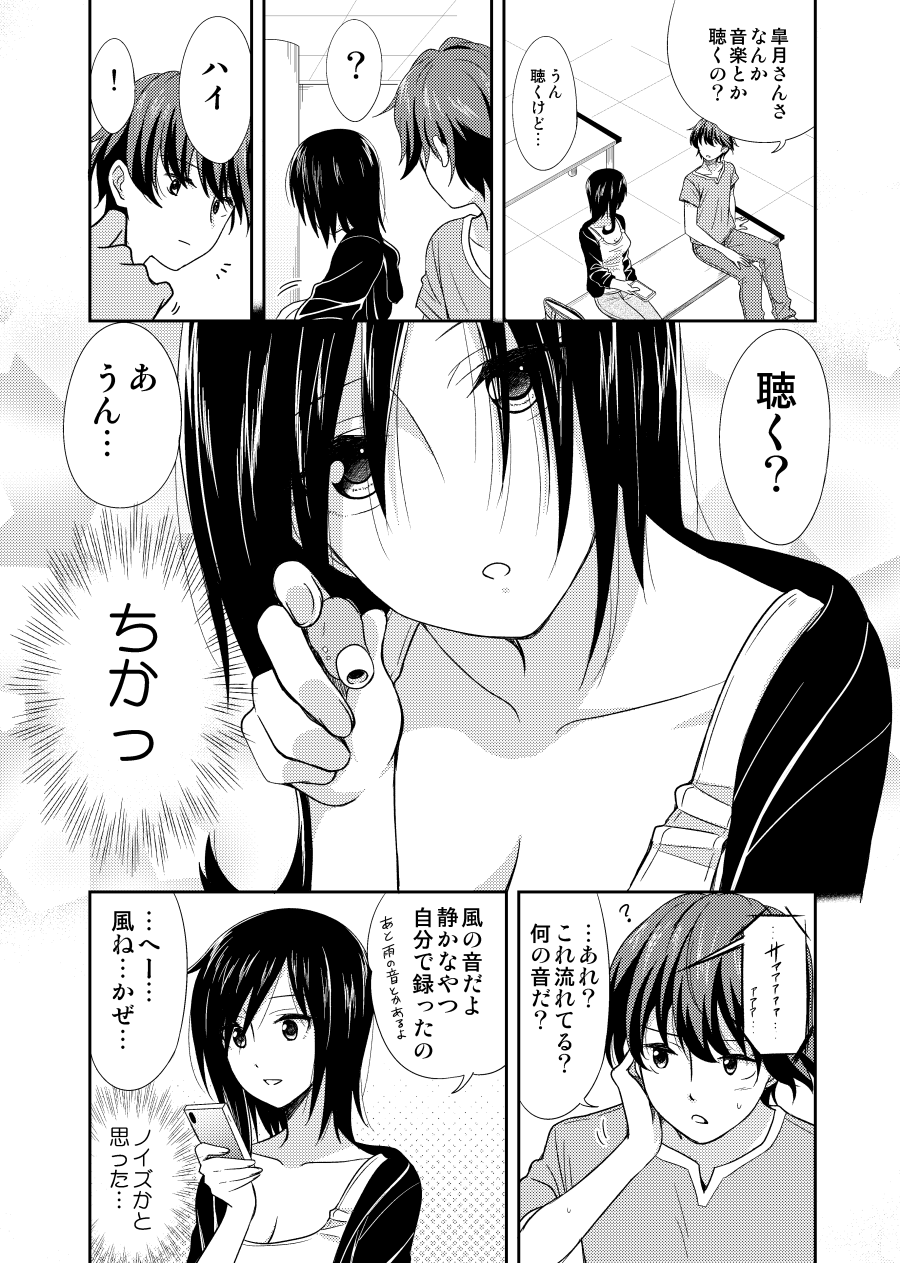 皐月さんさ
なんか
音楽とか
聴くの？
うん
聴くけど…
？
ハイ
！
聴く？
あ
うん…
ちかっ
…サァァァァァ…
アァァ…
？
…あれ？
これ流れてる？
何の音だ？
風の音だよ
静かなやつ
自分で録ったの
あと雨の音とかあるよ
…へー…
風ね…かぜ…
ノイズかと
思った…